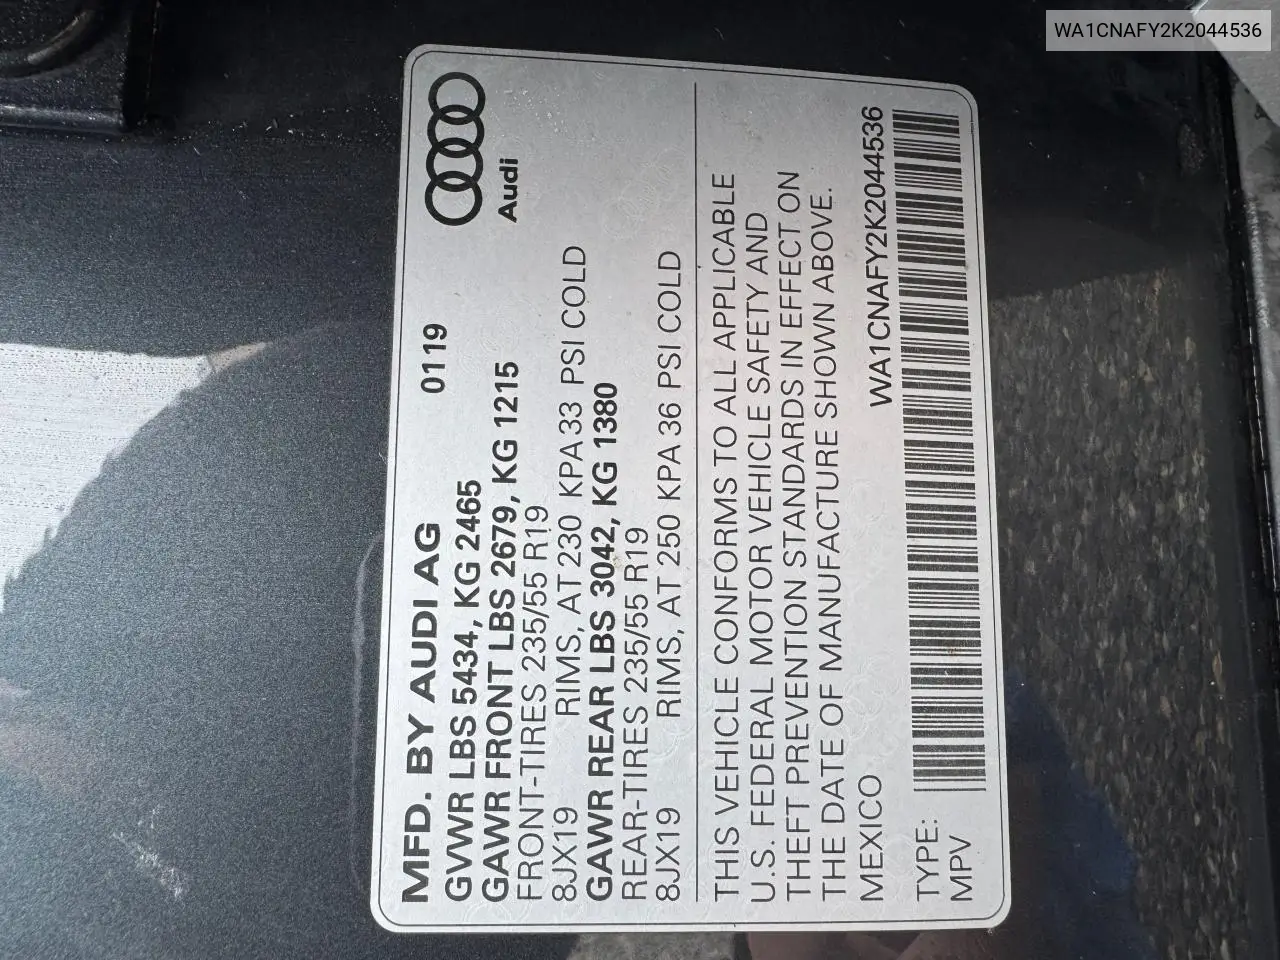 WA1CNAFY2K2044536
Audi
MFD. BY AUDI AG 0119
GVWR LBS 5434, KG 2465
GAWR FRONT LBS 2679, KG 1215
FRONT-TIRES 235/55 R19
8JX19 RIMS, AT 230 KPA 33 PSI COLD
GAWR REAR LBS 3042, KG 1380
REAR-TIRES 235/55 R19
8JX19 RIMS, AT 250 KPA 36 PSI COLD
THIS VEHICLE CONFORMS TO ALL APPLICABLE
U.S. FEDERAL MOTOR VEHICLE SAFETY AND
THEFT PREVENTION STANDARDS IN EFFECT ON
THE DATE OF MANUFACTURE SHOWN ABOVE.
MEXICO WA1CNAFY2K2044536
TYPE:
MPV